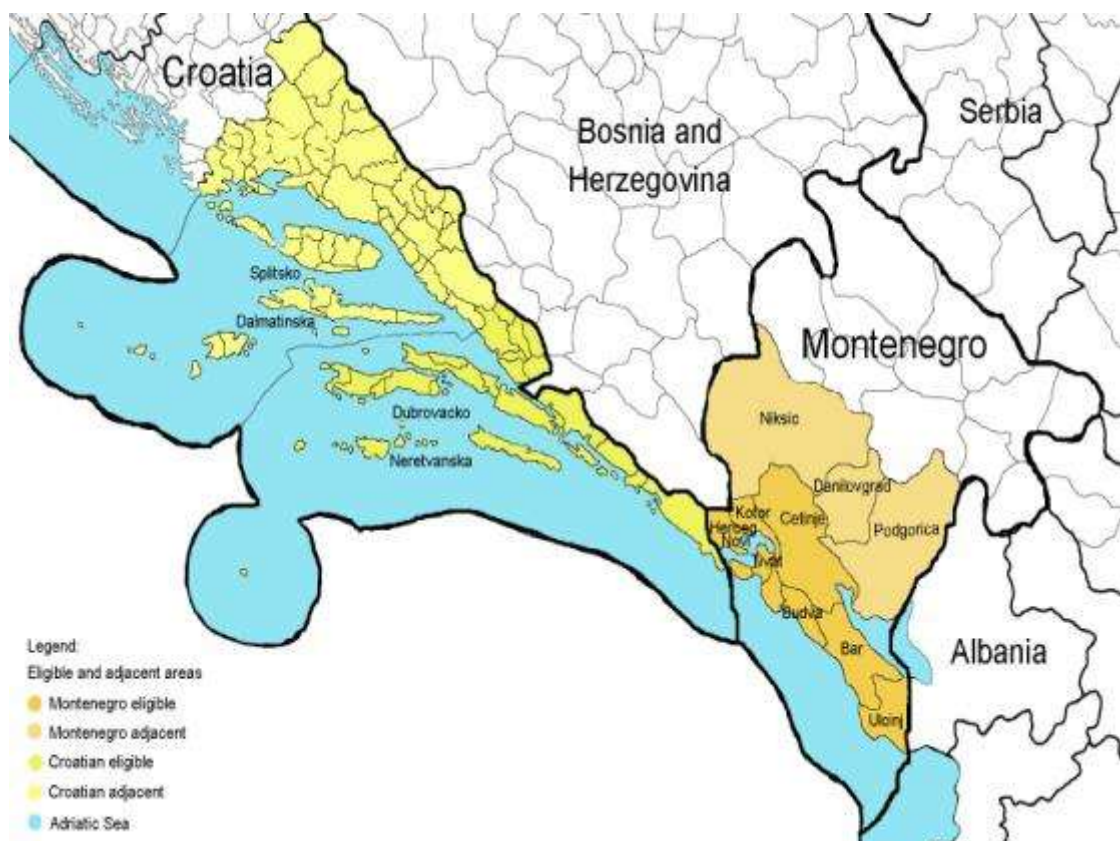 Croatia
Bosnia and
Herzegovina
Serbia
Montenegro
Albania
Splitsko
Dalmatinska
Dubrovacko
Neretvanska
Niksic
Danilovgrad
Podgorica
Kotor
Cetinje
Herceg
Novi
Tivat
Budva
Bar
Ulcinj
Legend:
Eligible and adjacent areas
Montenegro eligible
Montenegro adjacent
Croatian eligible
Croatian adjacent
Adriatic Sea